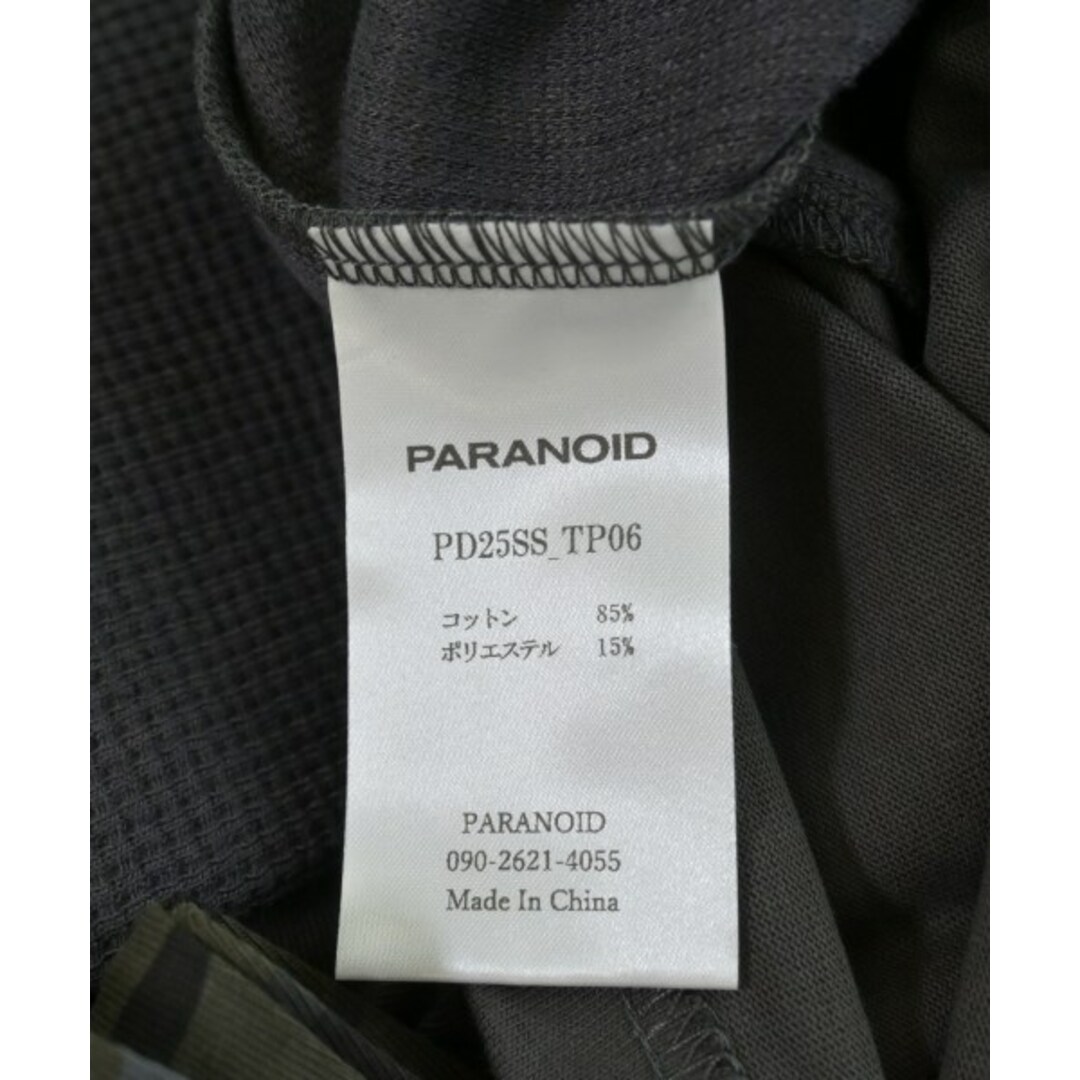 PARANOID
PD25SS_TP06
コットン 85%
ポリエステル 15%
PARANOID
090-2621-4055
Made In China